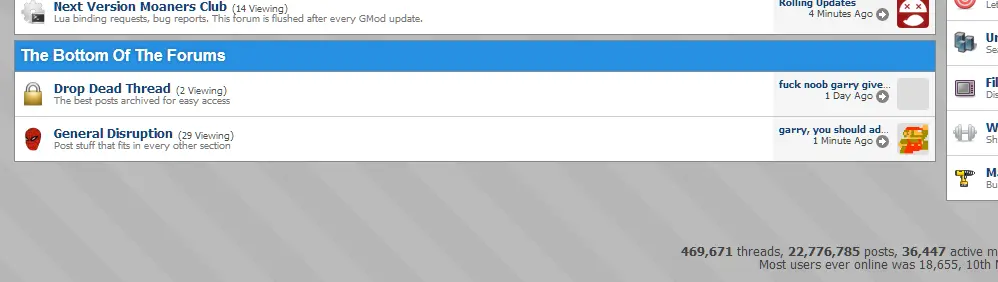 Next Version Moaners Club (14 Viewing)
Lua binding requests, bug reports. This forum is flushed after every GMod update.
Rolling Updates
4 Minutes Ago
The Bottom Of The Forums
Drop Dead Thread (2 Viewing)
The best posts archived for easy access
fuck noob garry give...
1 Day Ago
General Disruption (29 Viewing)
Post stuff that fits in every other section
garry, you should ad...
1 Minute Ago
Let
Un
Sea
Fil
Dis
W
Sh
M
Bu
469,671 threads, 22,776,785 posts, 36,447 active m
Most users ever online was 18,655, 10th